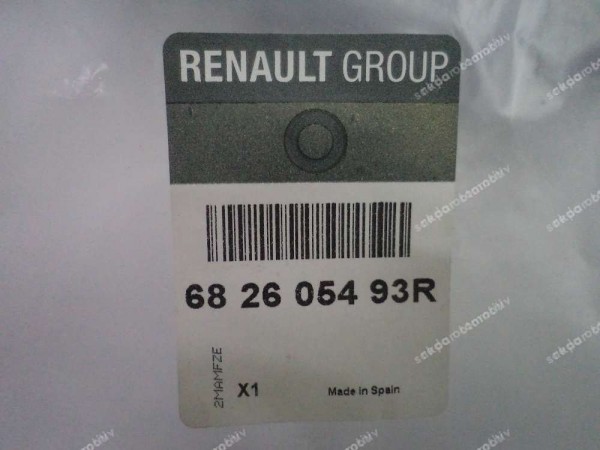 RENAULT GROUP
68 26 054 93R
2MAMFZE
X1
Made in Spain